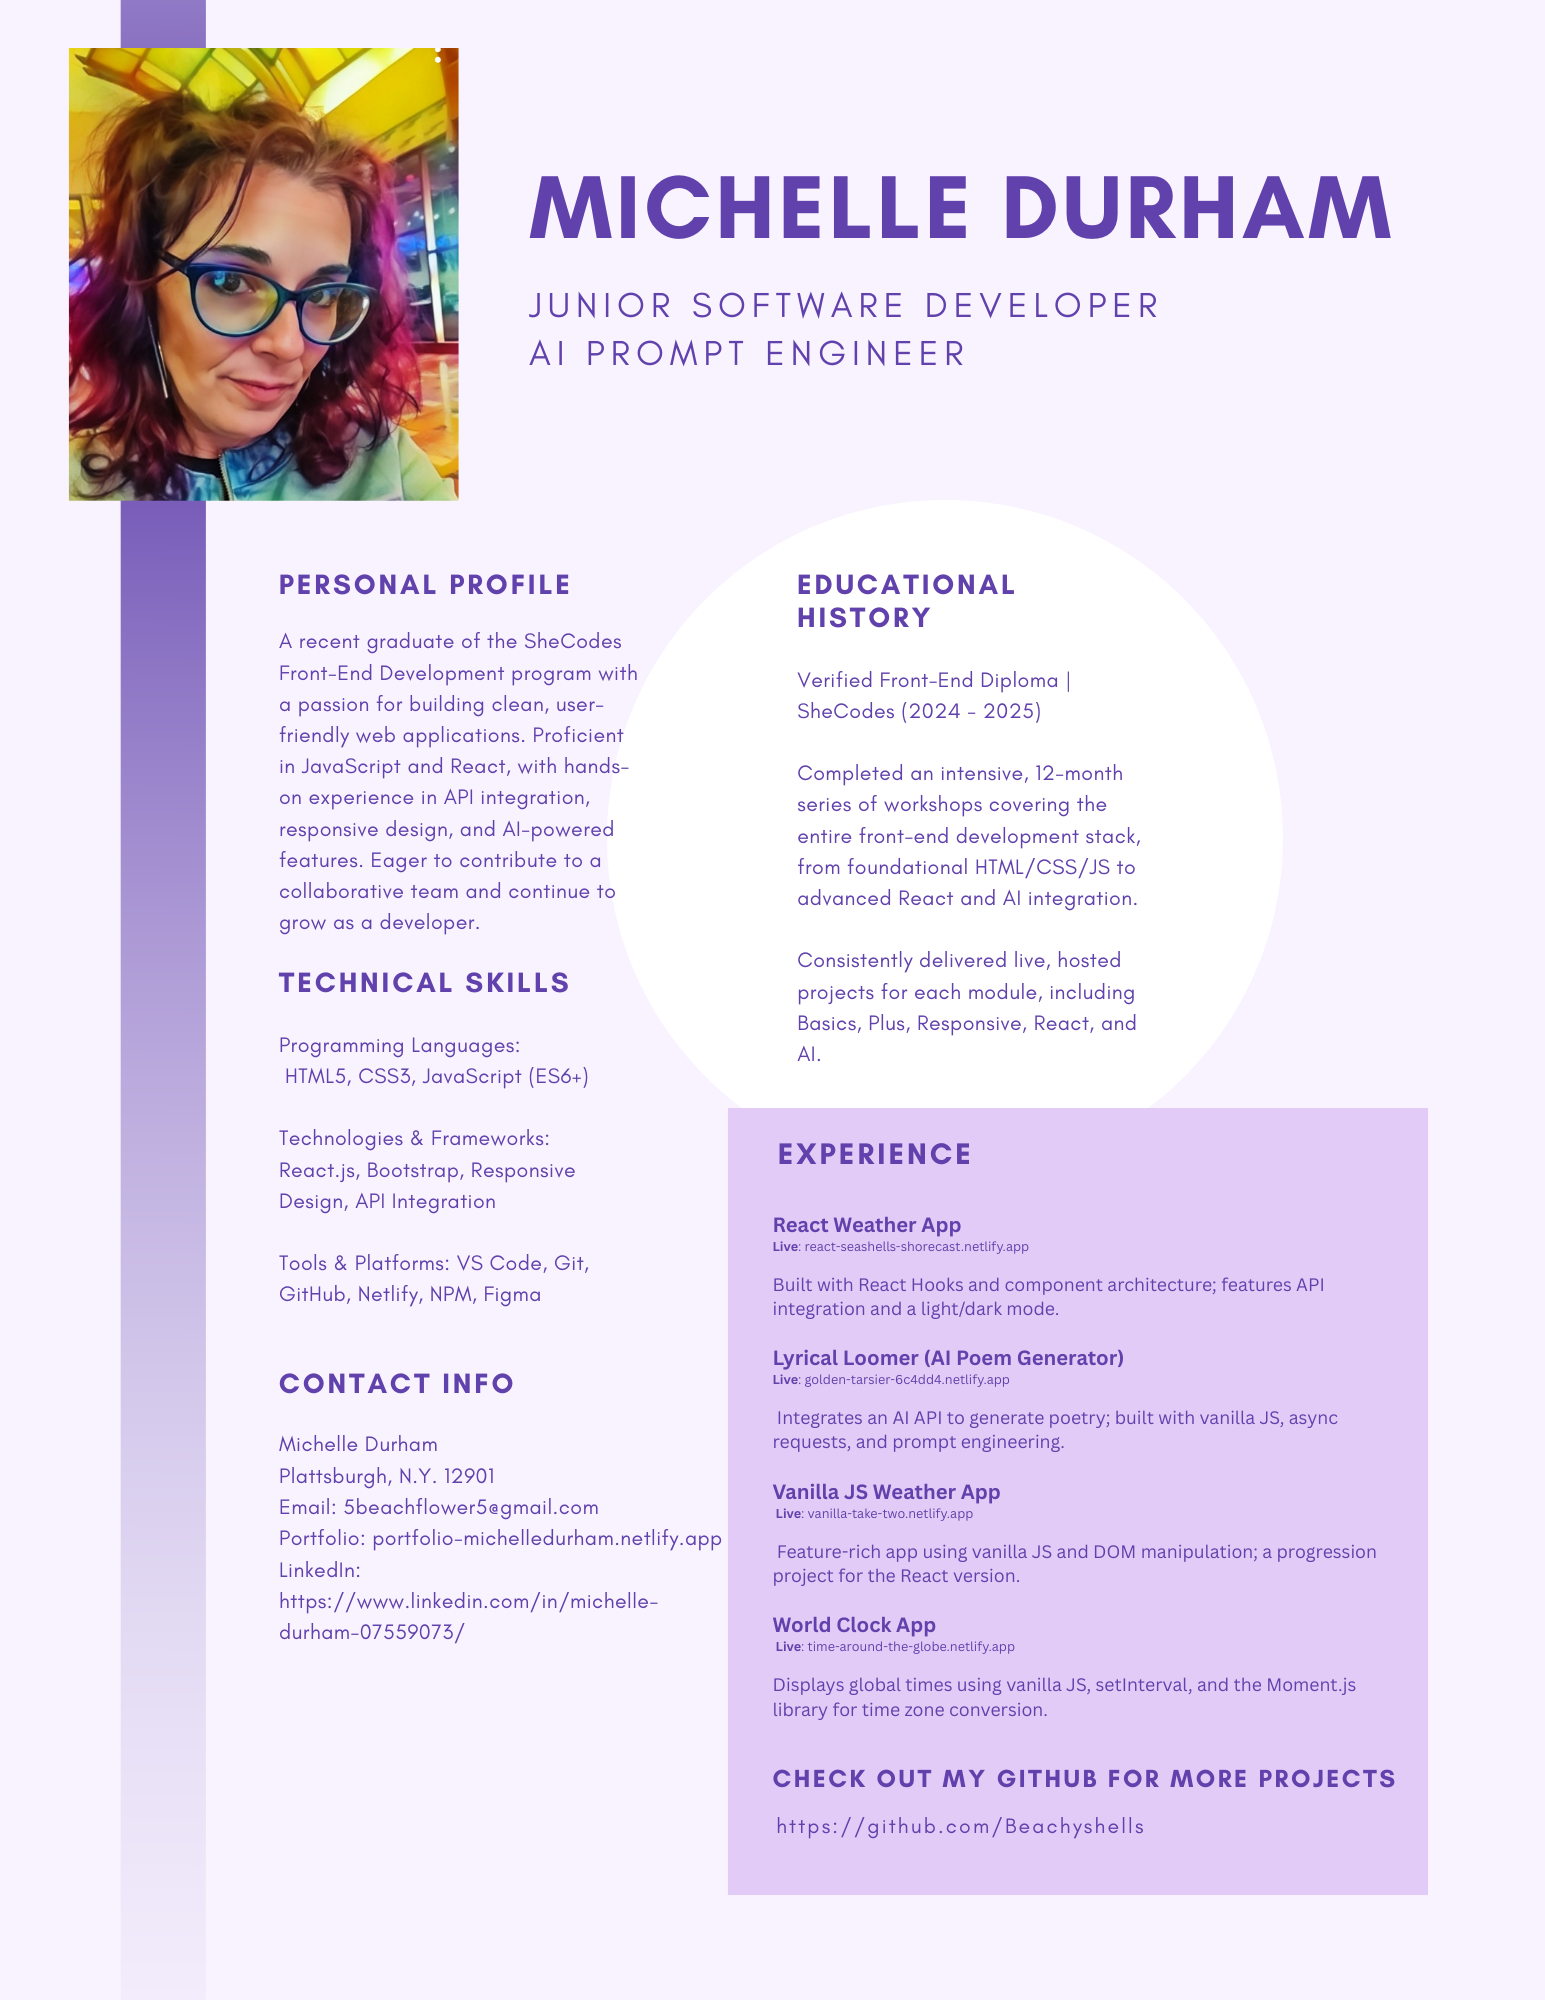 MICHELLE DURHAM
JUNIOR SOFTWARE DEVELOPER
AI PROMPT ENGINEER
PERSONAL PROFILE
A recent graduate of the SheCodes
Front-End Development program with
a passion for building clean, user-
friendly web applications. Proficient
in JavaScript and React, with hands-
on experience in API integration,
responsive design, and AI-powered
features. Eager to contribute to a
collaborative team and continue to
grow as a developer.
TECHNICAL SKILLS
Programming Languages:
HTML5, CSS3, JavaScript (ES6+)
Technologies & Frameworks:
React.js, Bootstrap, Responsive
Design, API Integration
Tools & Platforms: VS Code, Git,
GitHub, Netlify, NPM, Figma
CONTACT INFO
Michelle Durham
Plattsburgh, N.Y. 12901
Email: 5beachflower5@gmail.com
Portfolio: portfolio-michelledurham.netlify.app
LinkedIn:
https://www.linkedin.com/in/michelle-
durham-07559073/
EDUCATIONAL
HISTORY
Verified Front-End Diploma |
SheCodes (2024 - 2025)
Completed an intensive, 12-month
series of workshops covering the
entire front-end development stack,
from foundational HTML/CSS/JS to
advanced React and AI integration.
Consistently delivered live, hosted
projects for each module, including
Basics, Plus, Responsive, React, and
AI.
EXPERIENCE
React Weather App
Live: react-seashells-shorecast.netlify.app
Built with React Hooks and component architecture; features API
integration and a light/dark mode.
Lyrical Loomer (AI Poem Generator)
Live: golden-tarsier-6c4dd4.netlify.app
Integrates an AI API to generate poetry; built with vanilla JS, async
requests, and prompt engineering.
Vanilla JS Weather App
Live: vanilla-take-two.netlify.app
Feature-rich app using vanilla JS and DOM manipulation; a progression
project for the React version.
World Clock App
Live: time-around-the-globe.netlify.app
Displays global times using vanilla JS, setInterval, and the Moment.js
library for time zone conversion.
CHECK OUT MY GITHUB FOR MORE PROJECTS
https://github.com/Beachyshells